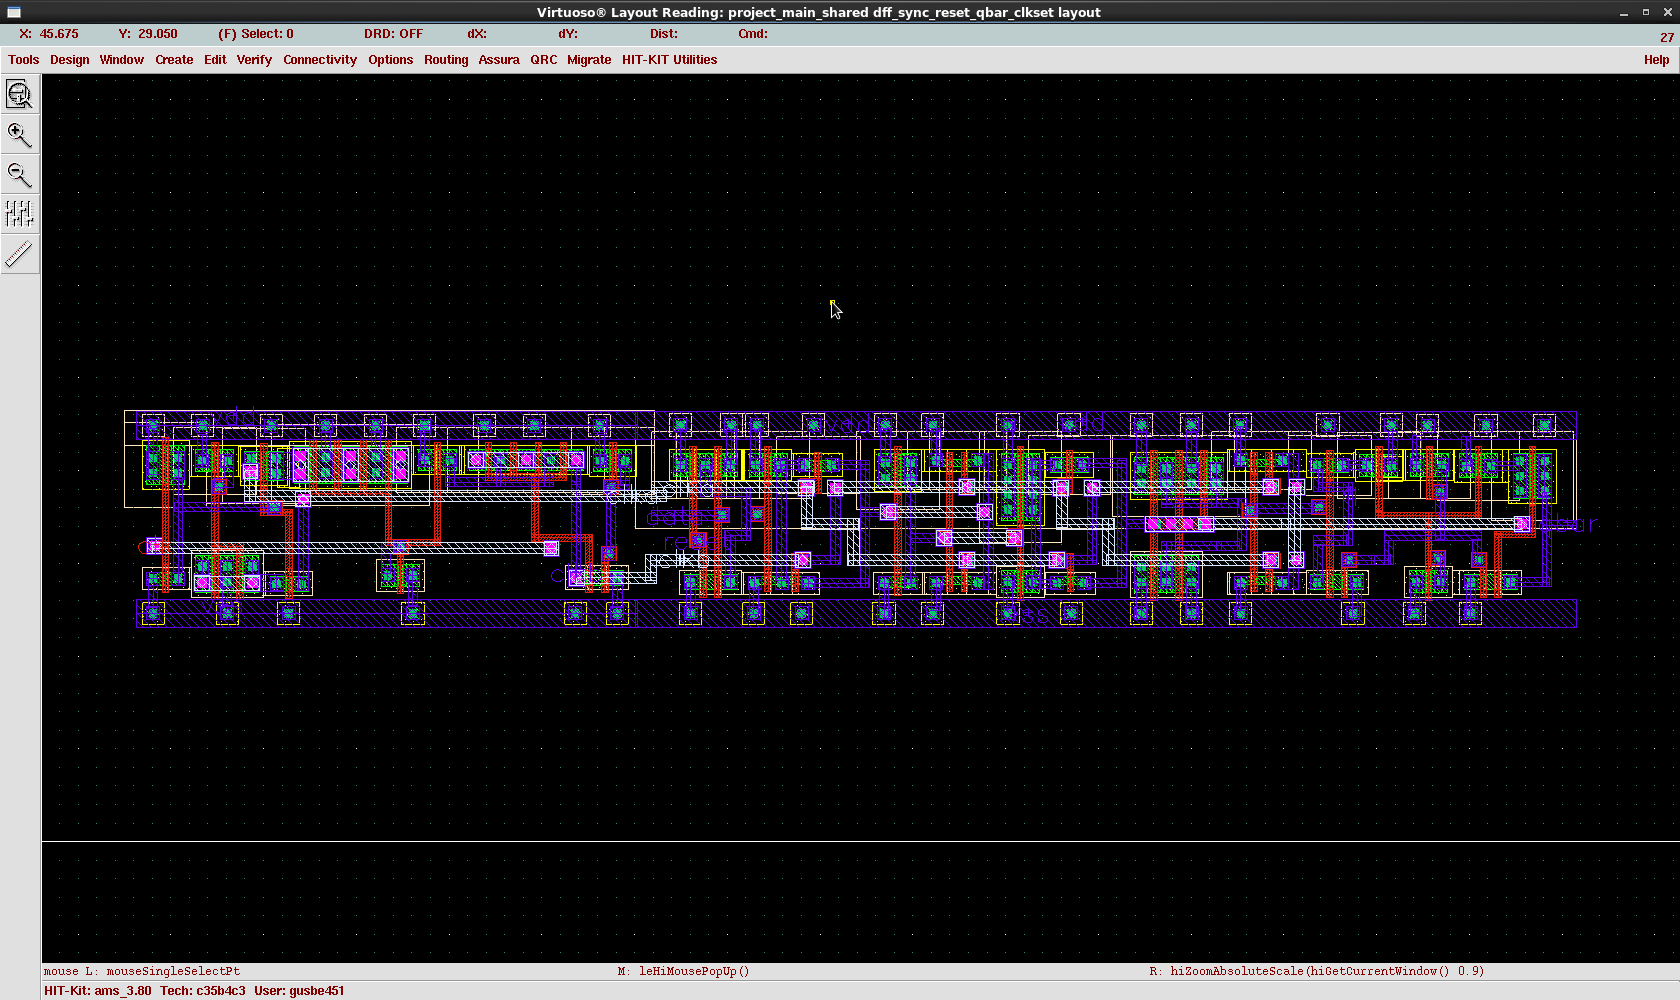 Virtuoso® Layout Reading: project_main_shared dff_sync_reset_qbar_clkset layout
X: 45.675 Y: 29.050 (F) Select: 0 DRD: OFF dX: dY: Dist: Cmd:
27
Tools Design Window Create Edit Verify Connectivity Options Routing Assura QRC Migrate HIT-KIT Utilities Help
mouse L: mouseSingleSelectPt M: leHiMousePopUp() R: hiZoomAbsoluteScale(hiGetCurrentWindow() 0.9)
HIT-Kit: ams_3.80 Tech: c35b4c3 User: gusbe451